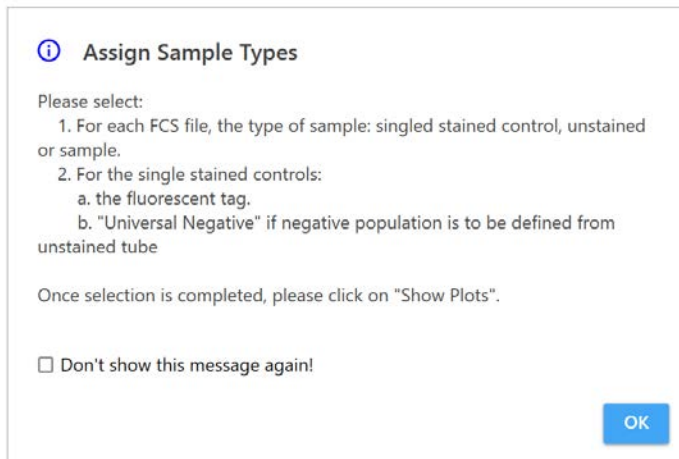 Assign Sample Types
Please select:
1. For each FCS file, the type of sample: singled stained control, unstained
or sample.
2. For the single stained controls:
a. the fluorescent tag.
b. "Universal Negative" if negative population is to be defined from
unstained tube
Once selection is completed, please click on "Show Plots".
Don't show this message again!
OK